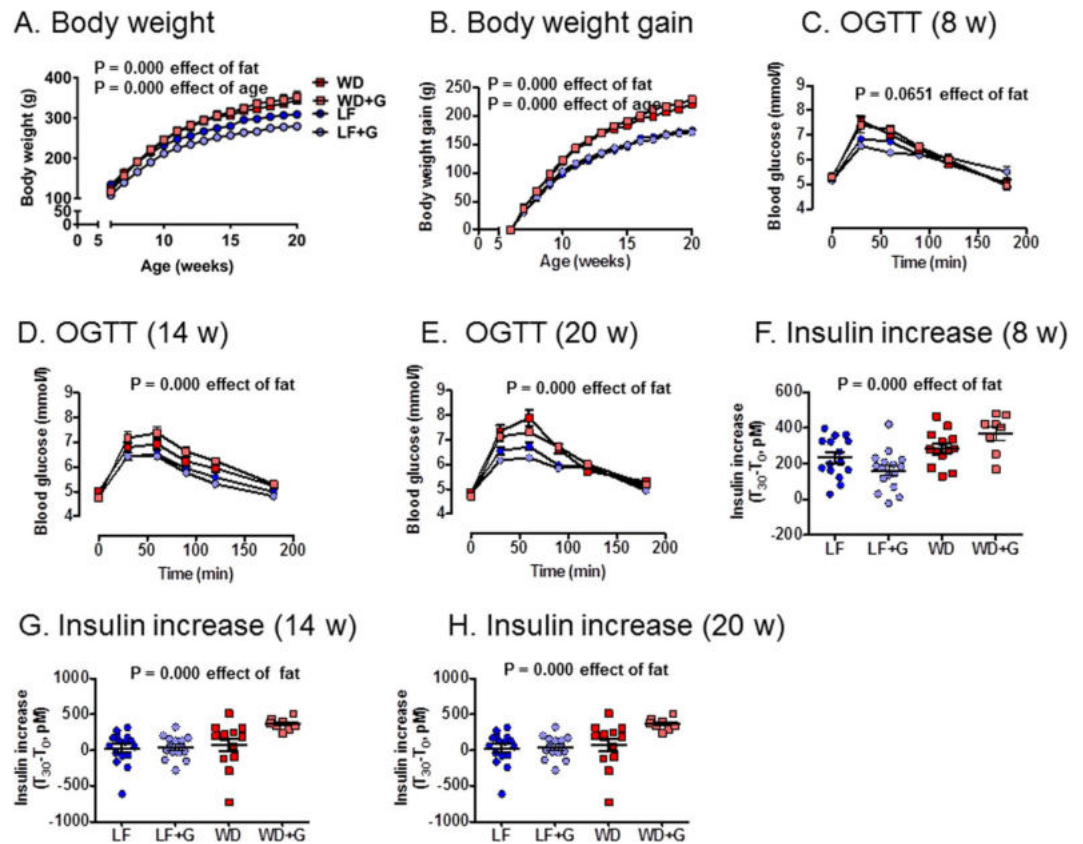 A. Body weight
P = 0.000 effect of fat
P = 0.000 effect of age
WD
WD+G
LF
LF+G
Body weight (g)
400
300
200
100
50
0
0 5 10 15 20
Age (weeks)
B. Body weight gain
P = 0.000 effect of fat
P = 0.000 effect of age
Body weight gain (g)
250
200
150
100
50
0
0 5 10 15 20
Age (weeks)
C. OGTT (8 w)
P = 0.0651 effect of fat
Blood glucose (mmol/l)
9
8
7
6
5
4
0 50 100 150 200
Time (min)
D. OGTT (14 w)
P = 0.000 effect of fat
Blood glucose (mmol/l)
9
8
7
6
5
4
0 50 100 150 200
Time (min)
E. OGTT (20 w)
P = 0.000 effect of fat
Blood glucose (mmol/l)
9
8
7
6
5
4
0 50 100 150 200
Time (min)
F. Insulin increase (8 w)
P = 0.000 effect of fat
Insulin increase
(T30-T0, pM)
600
400
200
0
-200
LF LF+G WD WD+G
G. Insulin increase (14 w)
P = 0.000 effect of fat
Insulin increase
(T30-T0, pM)
1000
500
0
-500
-1000
LF LF+G WD WD+G
H. Insulin increase (20 w)
P = 0.000 effect of fat
Insulin increase
(T30-T0, pM)
1000
500
0
-500
-1000
LF LF+G WD WD+G